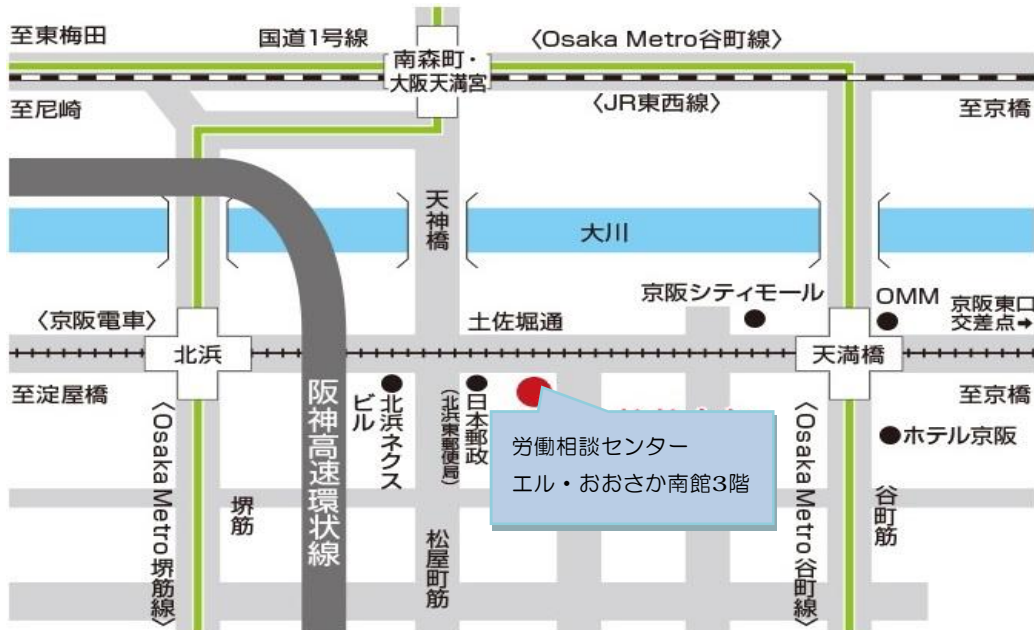 至東梅田
国道1号線
〈Osaka Metro谷町線〉
南森町・
大阪天満宮
至尼崎
〈JR東西線〉
至京橋
天神橋
大川
京阪シティモール
OMM
京阪東口
交差点➡
〈京阪電車〉
土佐堀通
北浜
天満橋
至淀屋橋
北浜ネクス
ビル
日本郵政
（北浜東郵便局）
至京橋
阪神高速環状線
ホテル京阪
労働相談センター
エル・おおさか南館3階
〈Osaka Metro堺筋線〉
堺筋
松屋町筋
〈Osaka Metro谷町線〉
谷町筋